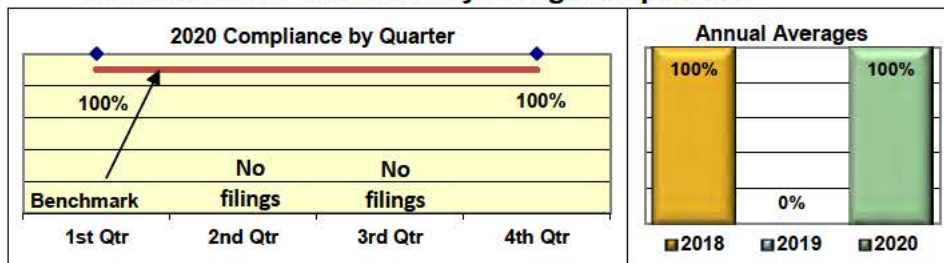 2020 Compliance by Quarter
100%
100%
No
filings
No
filings
Benchmark
1st Qtr 2nd Qtr 3rd Qtr 4th Qtr
Annual Averages
100%
100%
0%
2018 2019 2020